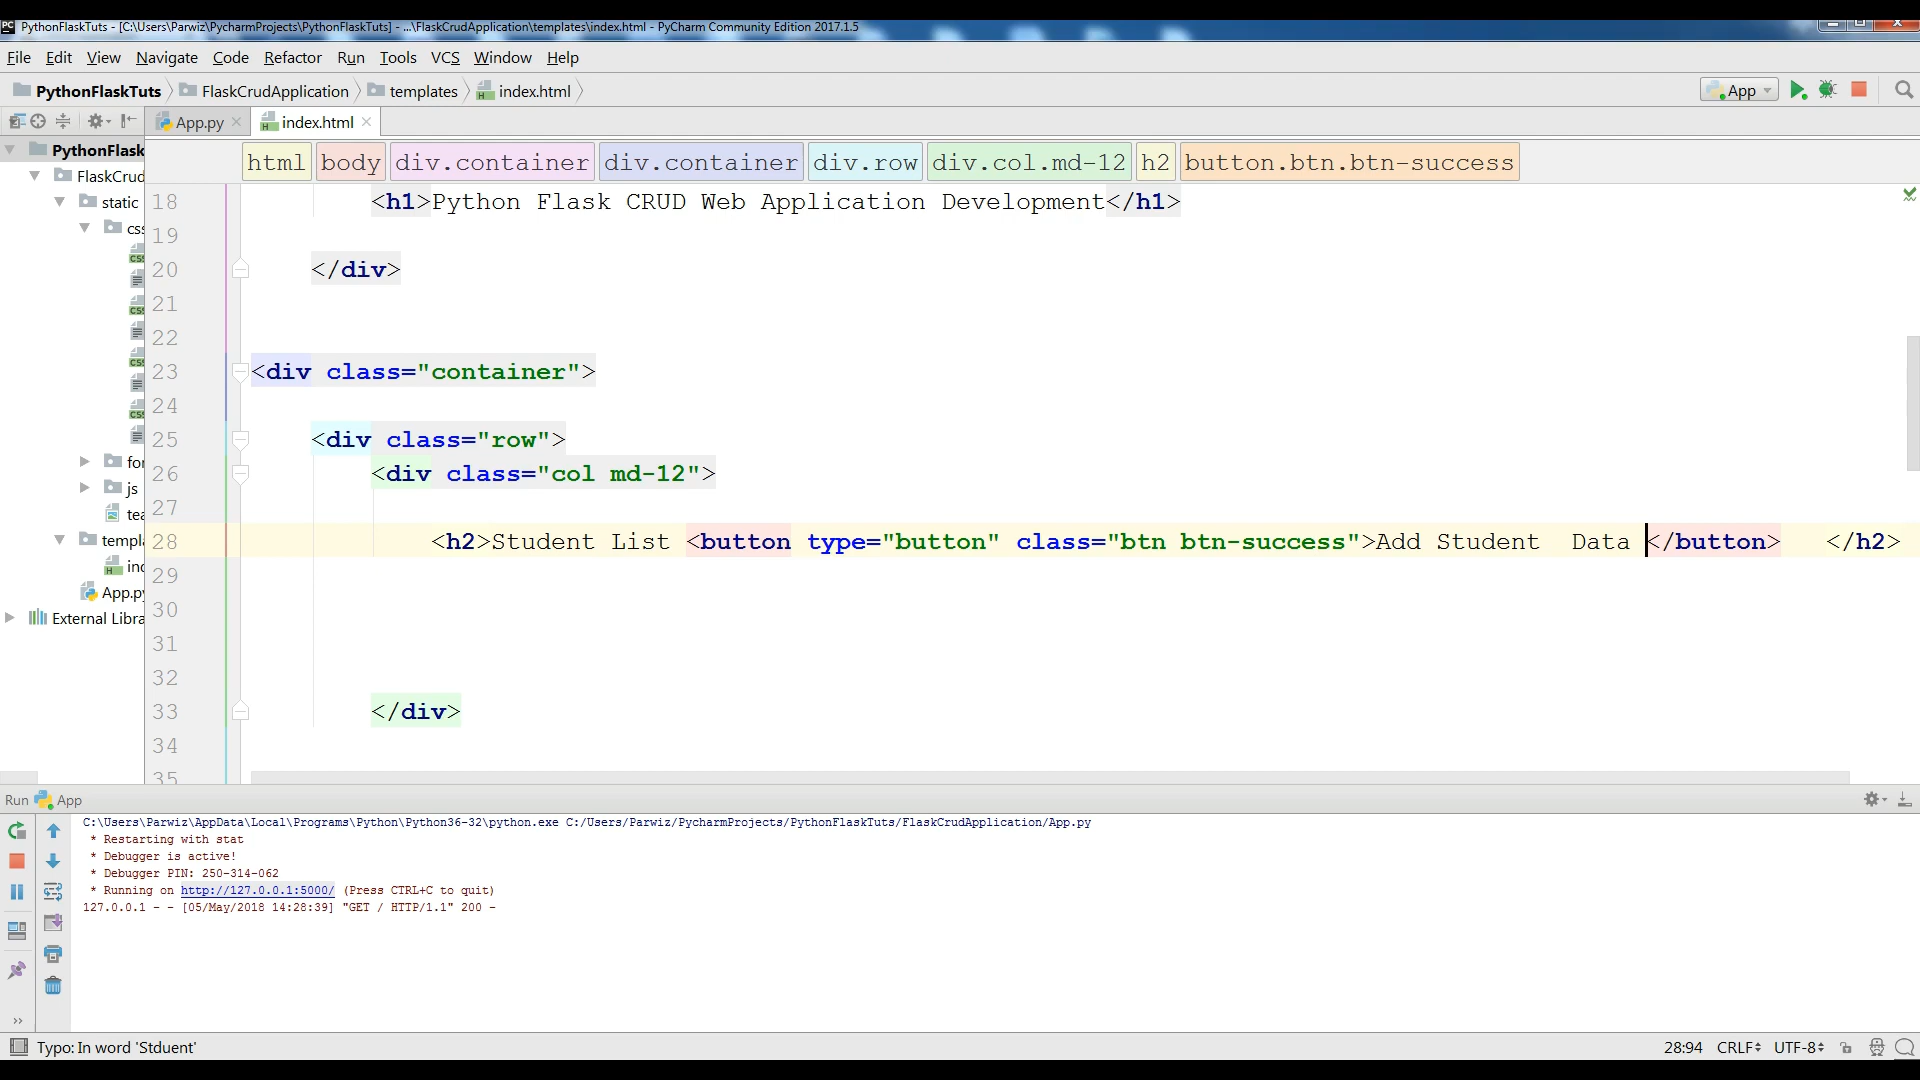 PC PythonFlaskTuts - [C:\Users\Parwiz\PycharmProjects\PythonFlaskTuts] - ...\FlaskCrudApplication\templates\index.html - PyCharm Community Edition 2017.1.5
File Edit View Navigate Code Refactor Run Tools VCS Window Help
PythonFlaskTuts FlaskCrudApplication templates index.html App
App.py index.html
PythonFlask
FlaskCrud
static
css
for
js
tea
templ
App.py
External Libra
html body div.container div.container div.row div.col.md-12 h2 button.btn.btn-success
18 <h1>Python Flask CRUD Web Application Development</h1>
19
20 </div>
21
22
23 <div class="container">
24
25 <div class="row">
26 <div class="col md-12">
27
28 <h2>Student List <button type="button" class="btn btn-success">Add Student  Data </button>   </h2>
29
30
31
32
33 </div>
34
35
Run App
C:\Users\Parwiz\AppData\Local\Programs\Python\Python36-32\python.exe C:/Users/Parwiz/PycharmProjects/PythonFlaskTuts/FlaskCrudApplication/App.py
* Restarting with stat
* Debugger is active!
* Debugger PIN: 250-314-062
* Running on http://127.0.0.1:5000/ (Press CTRL+C to quit)
127.0.0.1 - - [05/May/2018 14:28:39] "GET / HTTP/1.1" 200 -
Typo: In word 'Stduent' 28:94 CRLF UTF-8